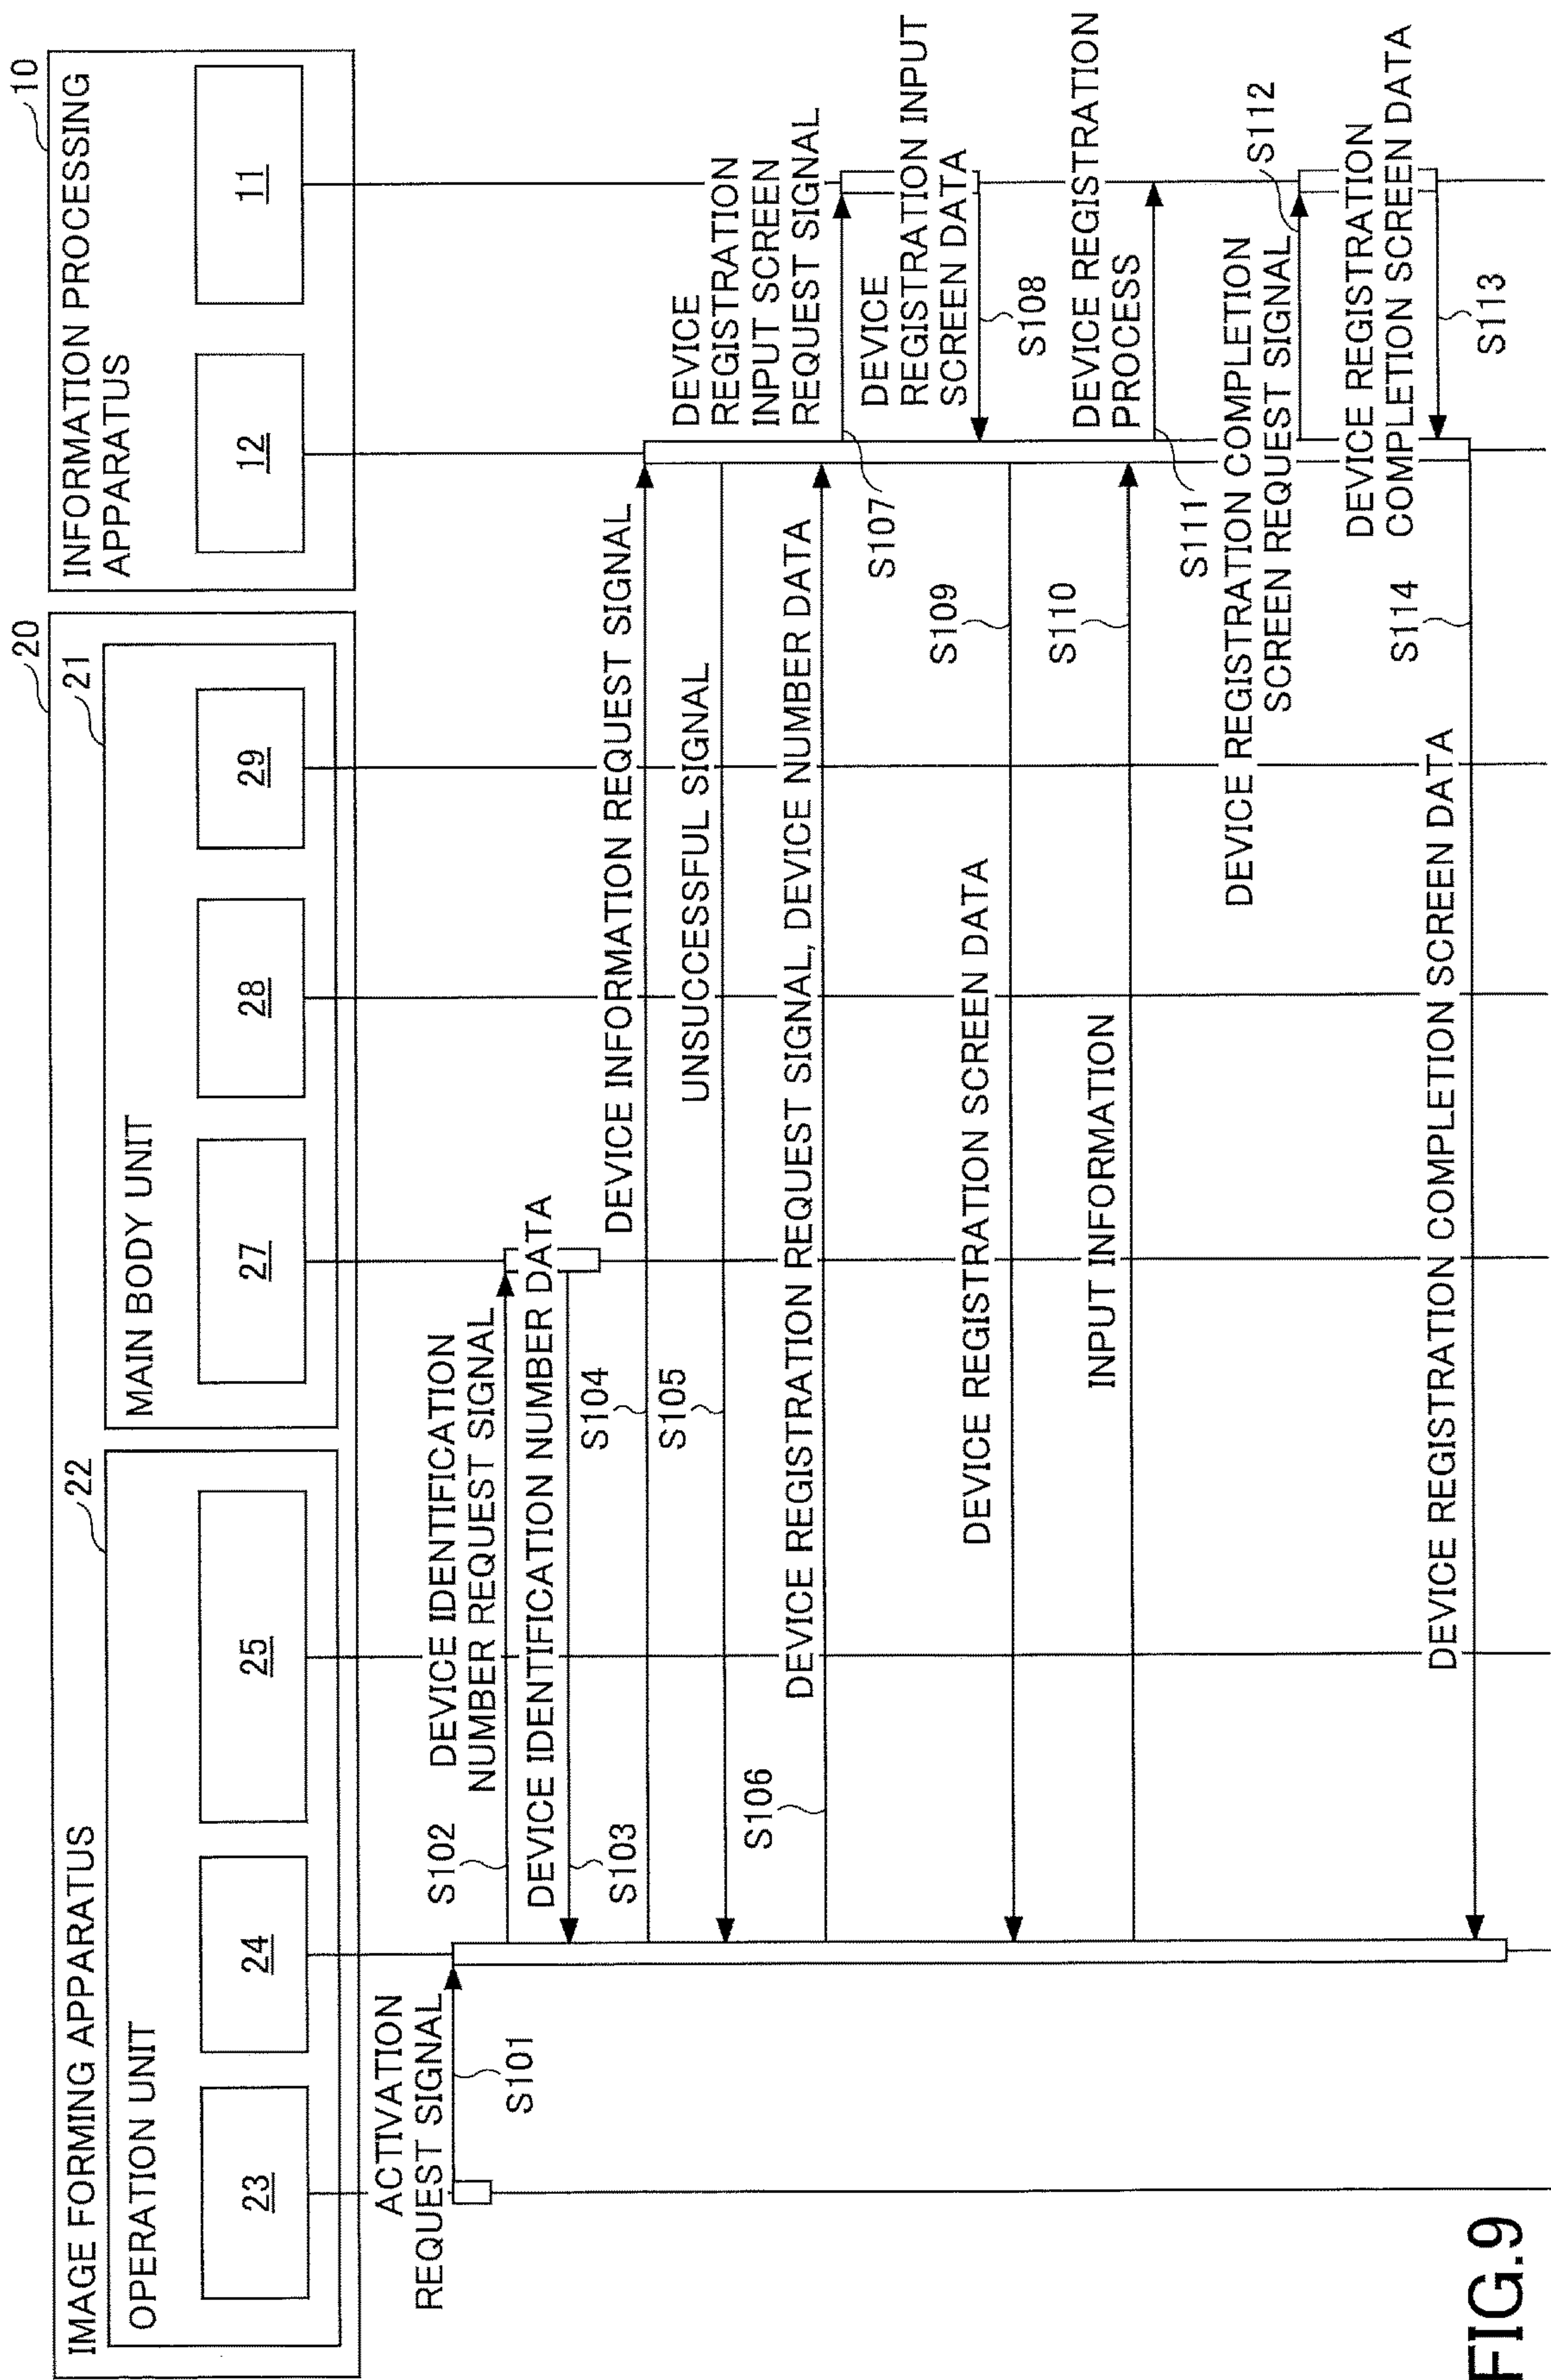 IMAGE FORMING APPARATUS
20
OPERATION UNIT
22
23
24
25
MAIN BODY UNIT
21
27
28
29
INFORMATION PROCESSING
APPARATUS
10
12
11
ACTIVATION
REQUEST SIGNAL
S101
S102
DEVICE IDENTIFICATION
NUMBER REQUEST SIGNAL
DEVICE IDENTIFICATION NUMBER DATA
S103
S104
DEVICE INFORMATION REQUEST SIGNAL
S105
UNSUCCESSFUL SIGNAL
S106
DEVICE REGISTRATION REQUEST SIGNAL, DEVICE NUMBER DATA
DEVICE
REGISTRATION
INPUT SCREEN
REQUEST SIGNAL
S107
DEVICE
REGISTRATION INPUT
SCREEN DATA
S108
DEVICE REGISTRATION SCREEN DATA
S109
INPUT INFORMATION
S110
DEVICE REGISTRATION
PROCESS
S111
DEVICE REGISTRATION COMPLETION
SCREEN REQUEST SIGNAL
S112
DEVICE REGISTRATION
COMPLETION SCREEN DATA
S113
DEVICE REGISTRATION COMPLETION SCREEN DATA
S114
FIG.9